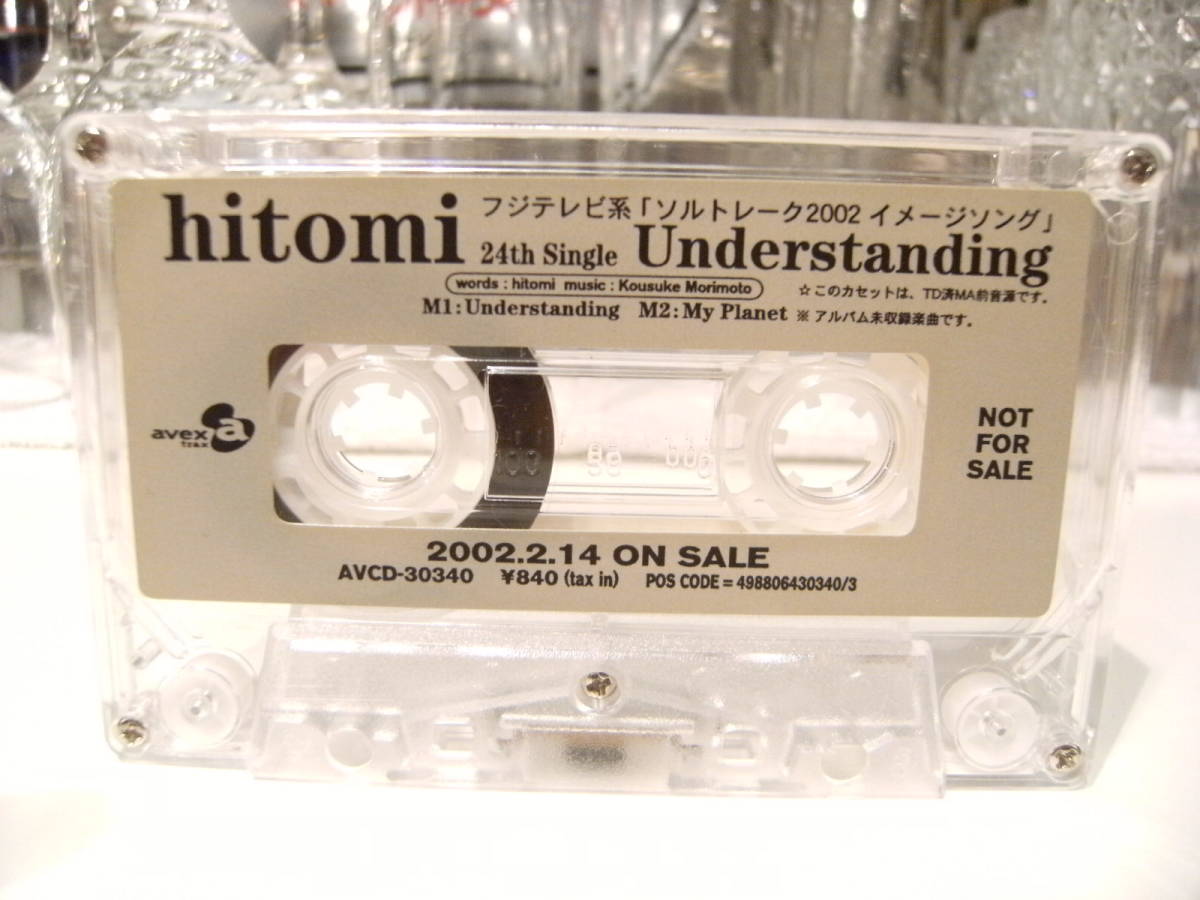 hitomi フジテレビ系「ソルトレーク2002 イメージソング」
24th Single Understanding
words : hitomi music : Kousuke Morimoto ☆このカセットは、TD済MA前音源です。
M1:Understanding M2:My Planet ※ アルバム未収録楽曲です。
avex
trax
a
NOT
FOR
SALE
100 50
2002.2.14 ON SALE
AVCD-30340 ¥840 (tax in) POS CODE = 498806430340/3